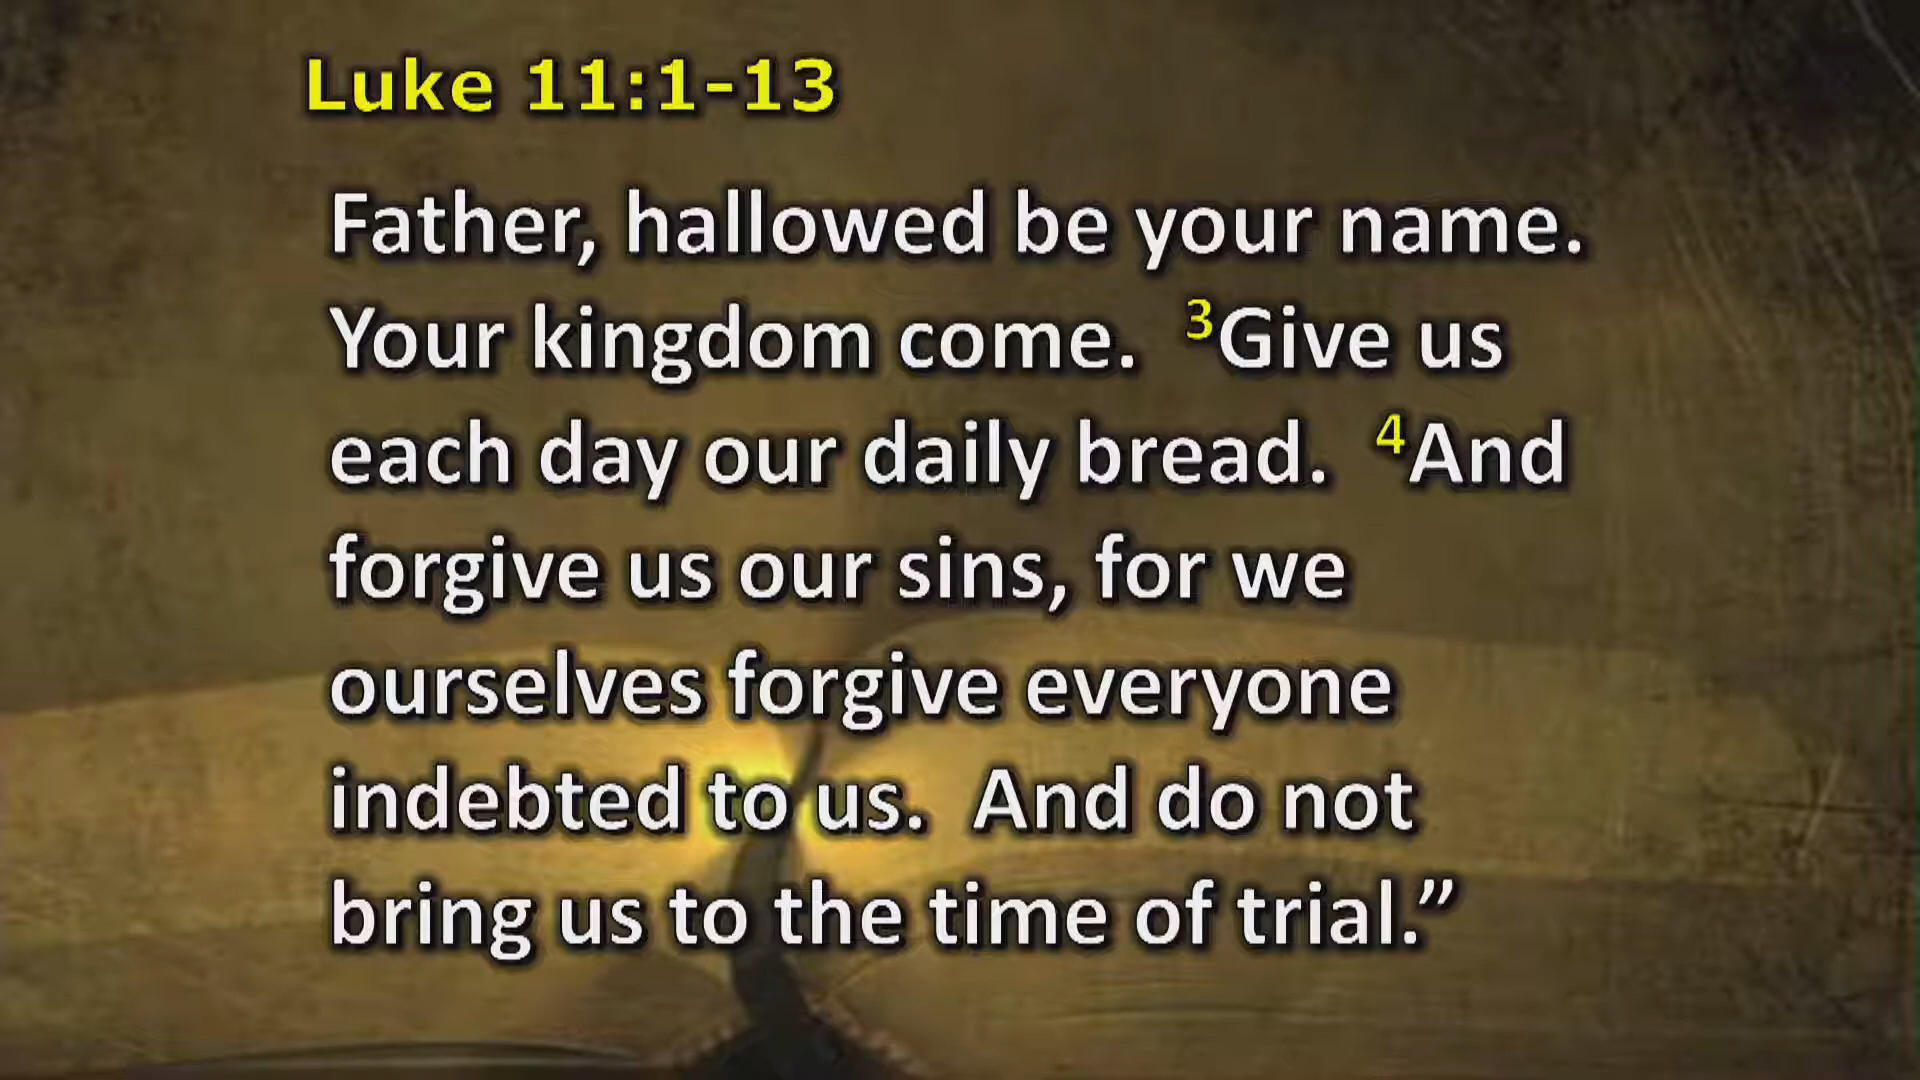 Luke 11:1-13
Father, hallowed be your name.
Your kingdom come. ³Give us
each day our daily bread. ⁴And
forgive us our sins, for we
ourselves forgive everyone
indebted to us. And do not
bring us to the time of trial.”